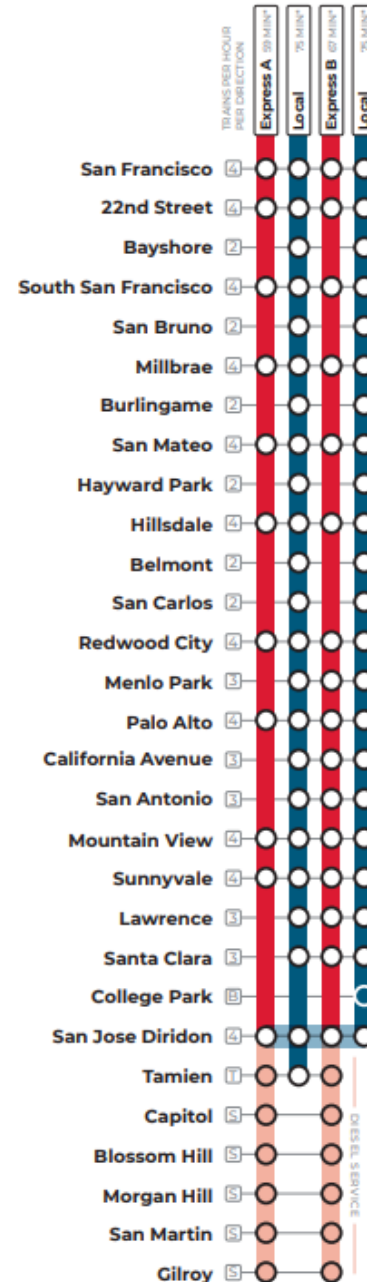 TRAINS PER HOUR
PER DIRECTION
Express A 59 MIN*
Local 75 MIN*
Express B 67 MIN*
Local 75 MIN*
San Francisco 4
22nd Street 4
Bayshore 2
South San Francisco 4
San Bruno 2
Millbrae 4
Burlingame 2
San Mateo 4
Hayward Park 2
Hillsdale 4
Belmont 2
San Carlos 2
Redwood City 4
Menlo Park 3
Palo Alto 4
California Avenue 3
San Antonio 3
Mountain View 4
Sunnyvale 4
Lawrence 3
Santa Clara 3
College Park B
San Jose Diridon 4
Tamien T
Capitol S
Blossom Hill S
Morgan Hill S
San Martin S
Gilroy S
DIESEL SERVICE